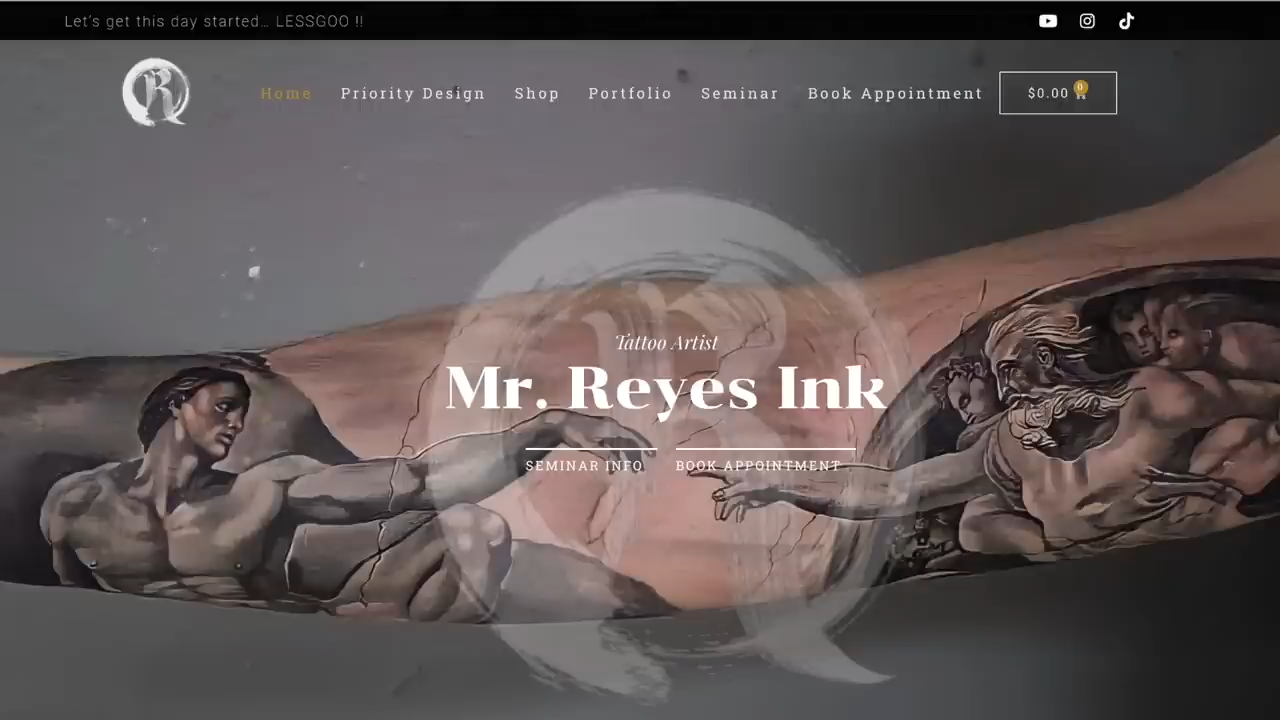 Let's get this day started... LESSGOO !!
R
Home Priority Design Shop Portfolio Seminar Book Appointment $0.00 0
Tattoo Artist
Mr. Reyes Ink
SEMINAR INFO BOOK APPOINTMENT